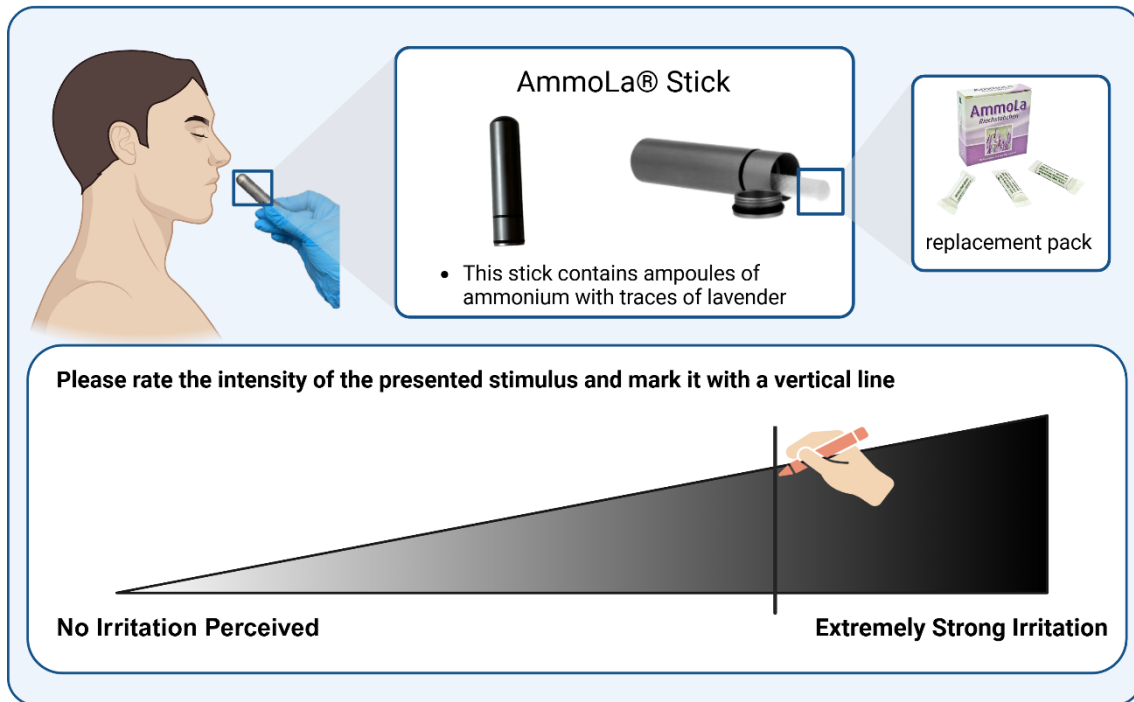 AmmoLa® Stick
• This stick contains ampoules of
ammonium with traces of lavender
AmmoLa
Riechstäbchen
replacement pack
Please rate the intensity of the presented stimulus and mark it with a vertical line
No Irritation Perceived
Extremely Strong Irritation